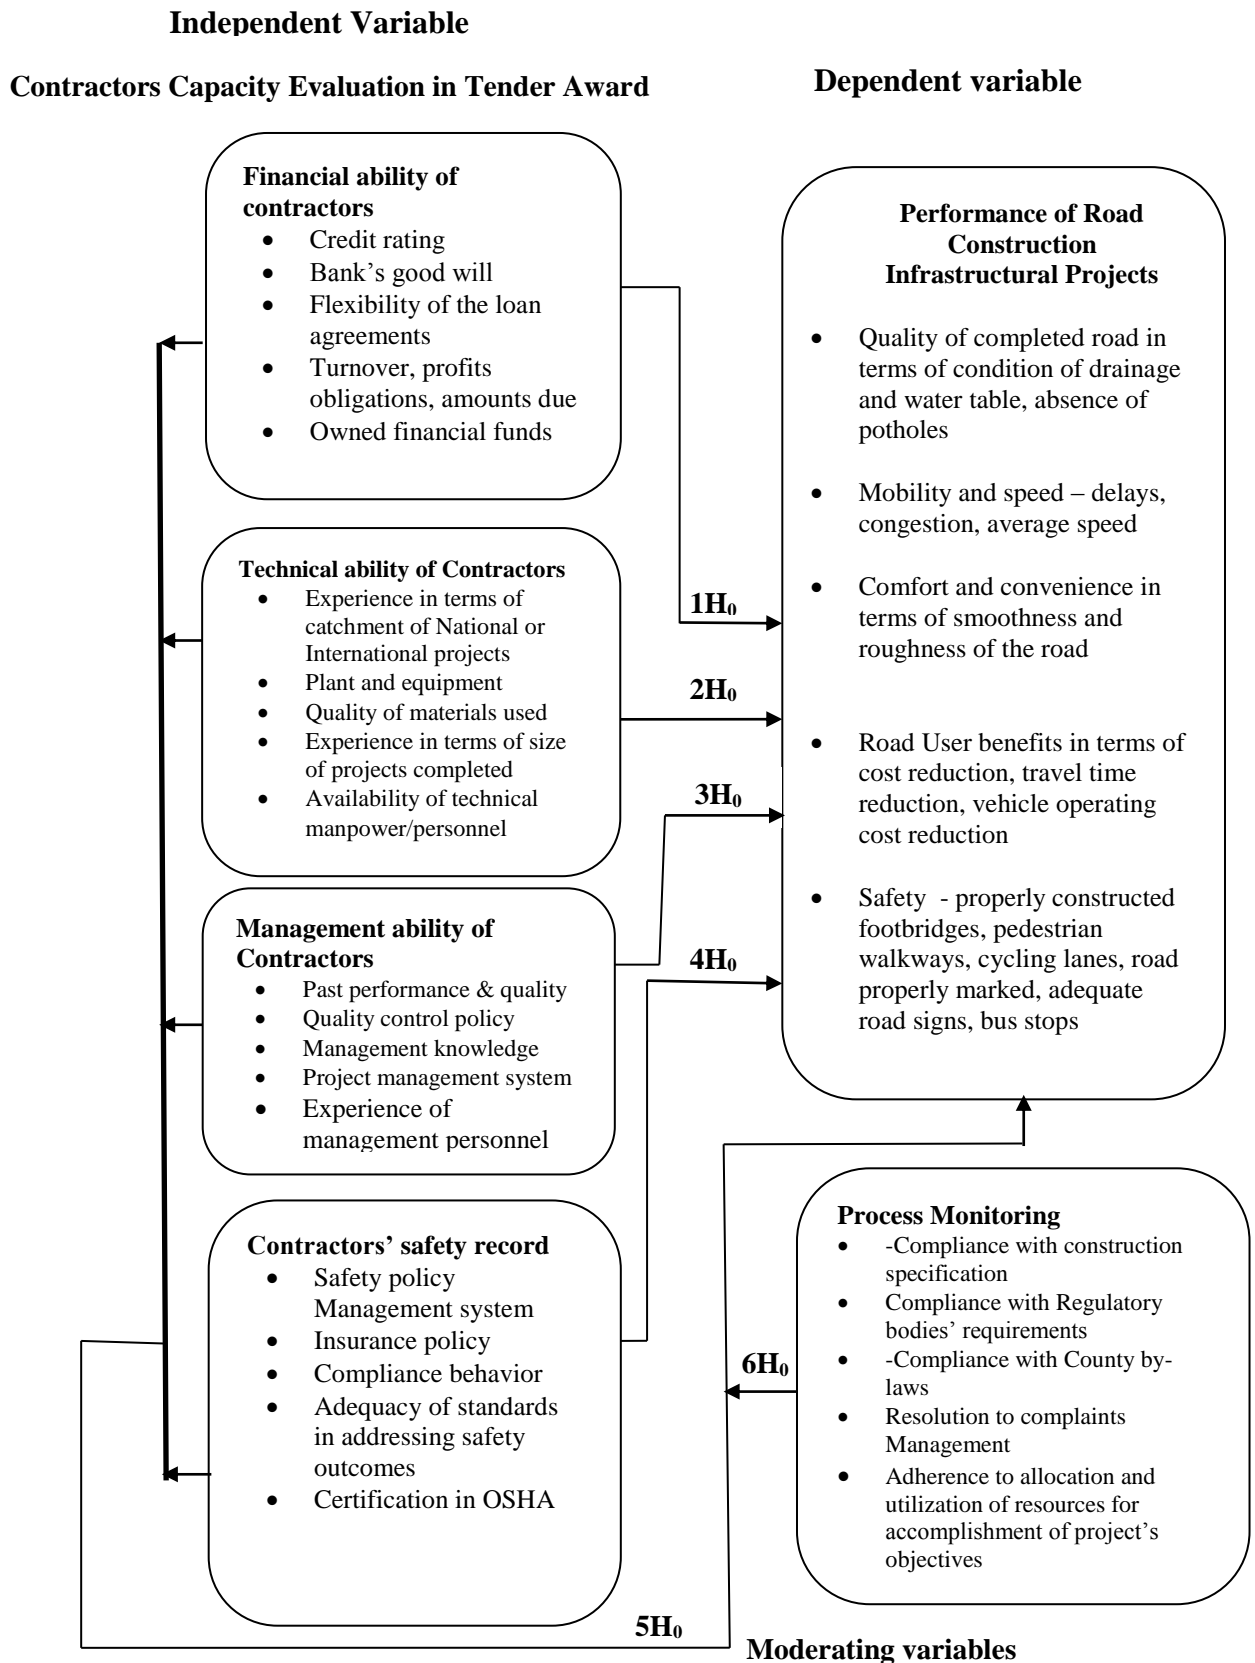 Independent Variable
Contractors Capacity Evaluation in Tender Award
Dependent variable
Financial ability of
contractors
• Credit rating
• Bank’s good will
• Flexibility of the loan
agreements
• Turnover, profits
obligations, amounts due
• Owned financial funds
Technical ability of Contractors
• Experience in terms of
catchment of National or
International projects
• Plant and equipment
• Quality of materials used
• Experience in terms of size
of projects completed
• Availability of technical
manpower/personnel
Management ability of
Contractors
• Past performance & quality
• Quality control policy
• Management knowledge
• Project management system
• Experience of
management personnel
Contractors’ safety record
• Safety policy
Management system
• Insurance policy
• Compliance behavior
• Adequacy of standards
in addressing safety
outcomes
• Certification in OSHA
1H₀
2H₀
3H₀
4H₀
5H₀
6H₀
Performance of Road
Construction
Infrastructural Projects
• Quality of completed road in
terms of condition of drainage
and water table, absence of
potholes
• Mobility and speed – delays,
congestion, average speed
• Comfort and convenience in
terms of smoothness and
roughness of the road
• Road User benefits in terms of
cost reduction, travel time
reduction, vehicle operating
cost reduction
• Safety - properly constructed
footbridges, pedestrian
walkways, cycling lanes, road
properly marked, adequate
road signs, bus stops
Process Monitoring
• -Compliance with construction
specification
• Compliance with Regulatory
bodies’ requirements
• -Compliance with County by-
laws
• Resolution to complaints
Management
• Adherence to allocation and
utilization of resources for
accomplishment of project’s
objectives
Moderating variables